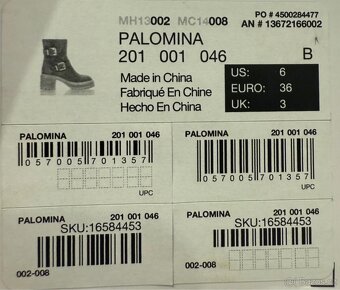 MH13002 MC14008
PO # 4500284477
AN # 13672166002
PALOMINA
201 001 046
B
Made in China
Fabriqué En Chine
Hecho En China
US: 6
EURO: 36
UK: 3
PALOMINA 201 001 046
0 57005 70135 7
UPC
PALOMINA 201 001 046
0 57005 70135 7
UPC
PALOMINA 201 001 046
SKU:16584453
002-008
PALOMINA 201 001 046
SKU:16584453
002-008